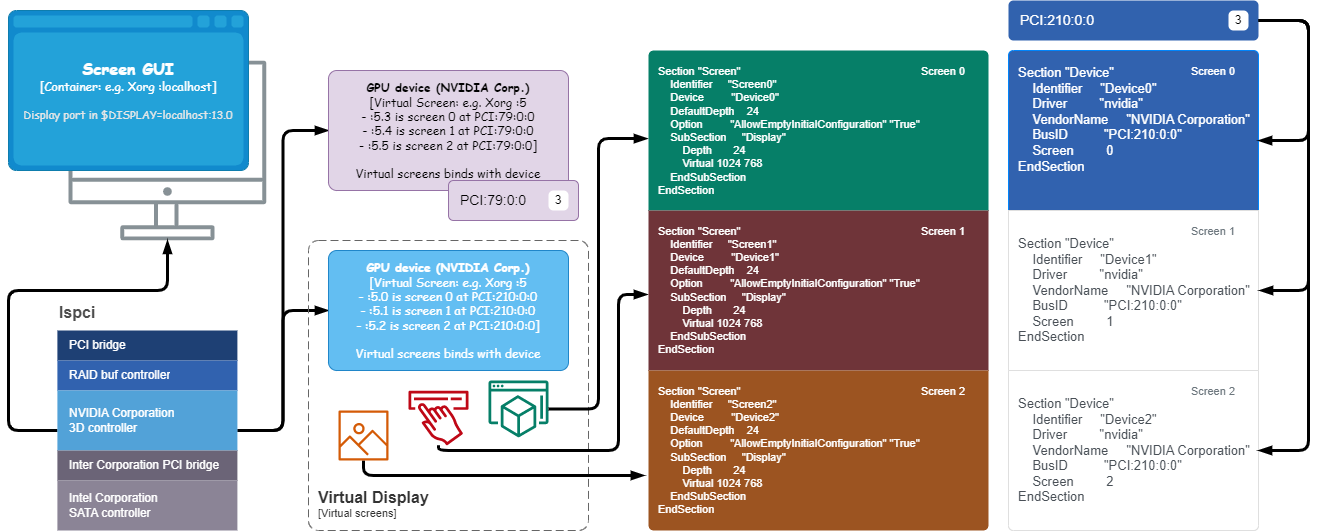 Screen GUI
[Container: e.g. Xorg :localhost]
Display port in $DISPLAY=localhost:13.0
lspci
PCI bridge
RAID buf controller
NVIDIA Corporation
3D controller
Inter Corporation PCI bridge
Intel Corporation
SATA controller
GPU device (NVIDIA Corp.)
[Virtual Screen: e.g. Xorg :5
- :5.3 is screen 0 at PCI:79:0:0
- :5.4 is screen 1 at PCI:79:0:0
- :5.5 is screen 2 at PCI:79:0:0]
Virtual screens binds with device
PCI:79:0:0 3
GPU device (NVIDIA Corp.)
[Virtual Screen: e.g. Xorg :5
- :5.0 is screen 0 at PCI:210:0:0
- :5.1 is screen 1 at PCI:210:0:0
- :5.2 is screen 2 at PCI:210:0:0]
Virtual screens binds with device
Virtual Display
[Virtual screens]
Section "Screen" Screen 0
Identifier "Screen0"
Device "Device0"
DefaultDepth 24
Option "AllowEmptyInitialConfiguration" "True"
SubSection "Display"
Depth 24
Virtual 1024 768
EndSubSection
EndSection
Section "Screen" Screen 1
Identifier "Screen1"
Device "Device1"
DefaultDepth 24
Option "AllowEmptyInitialConfiguration" "True"
SubSection "Display"
Depth 24
Virtual 1024 768
EndSubSection
EndSection
Section "Screen" Screen 2
Identifier "Screen2"
Device "Device2"
DefaultDepth 24
Option "AllowEmptyInitialConfiguration" "True"
SubSection "Display"
Depth 24
Virtual 1024 768
EndSubSection
EndSection
PCI:210:0:0 3
Section "Device" Screen 0
Identifier "Device0"
Driver "nvidia"
VendorName "NVIDIA Corporation"
BusID "PCI:210:0:0"
Screen 0
EndSection
Screen 1
Section "Device"
Identifier "Device1"
Driver "nvidia"
VendorName "NVIDIA Corporation"
BusID "PCI:210:0:0"
Screen 1
EndSection
Screen 2
Section "Device"
Identifier "Device2"
Driver "nvidia"
VendorName "NVIDIA Corporation"
BusID "PCI:210:0:0"
Screen 2
EndSection